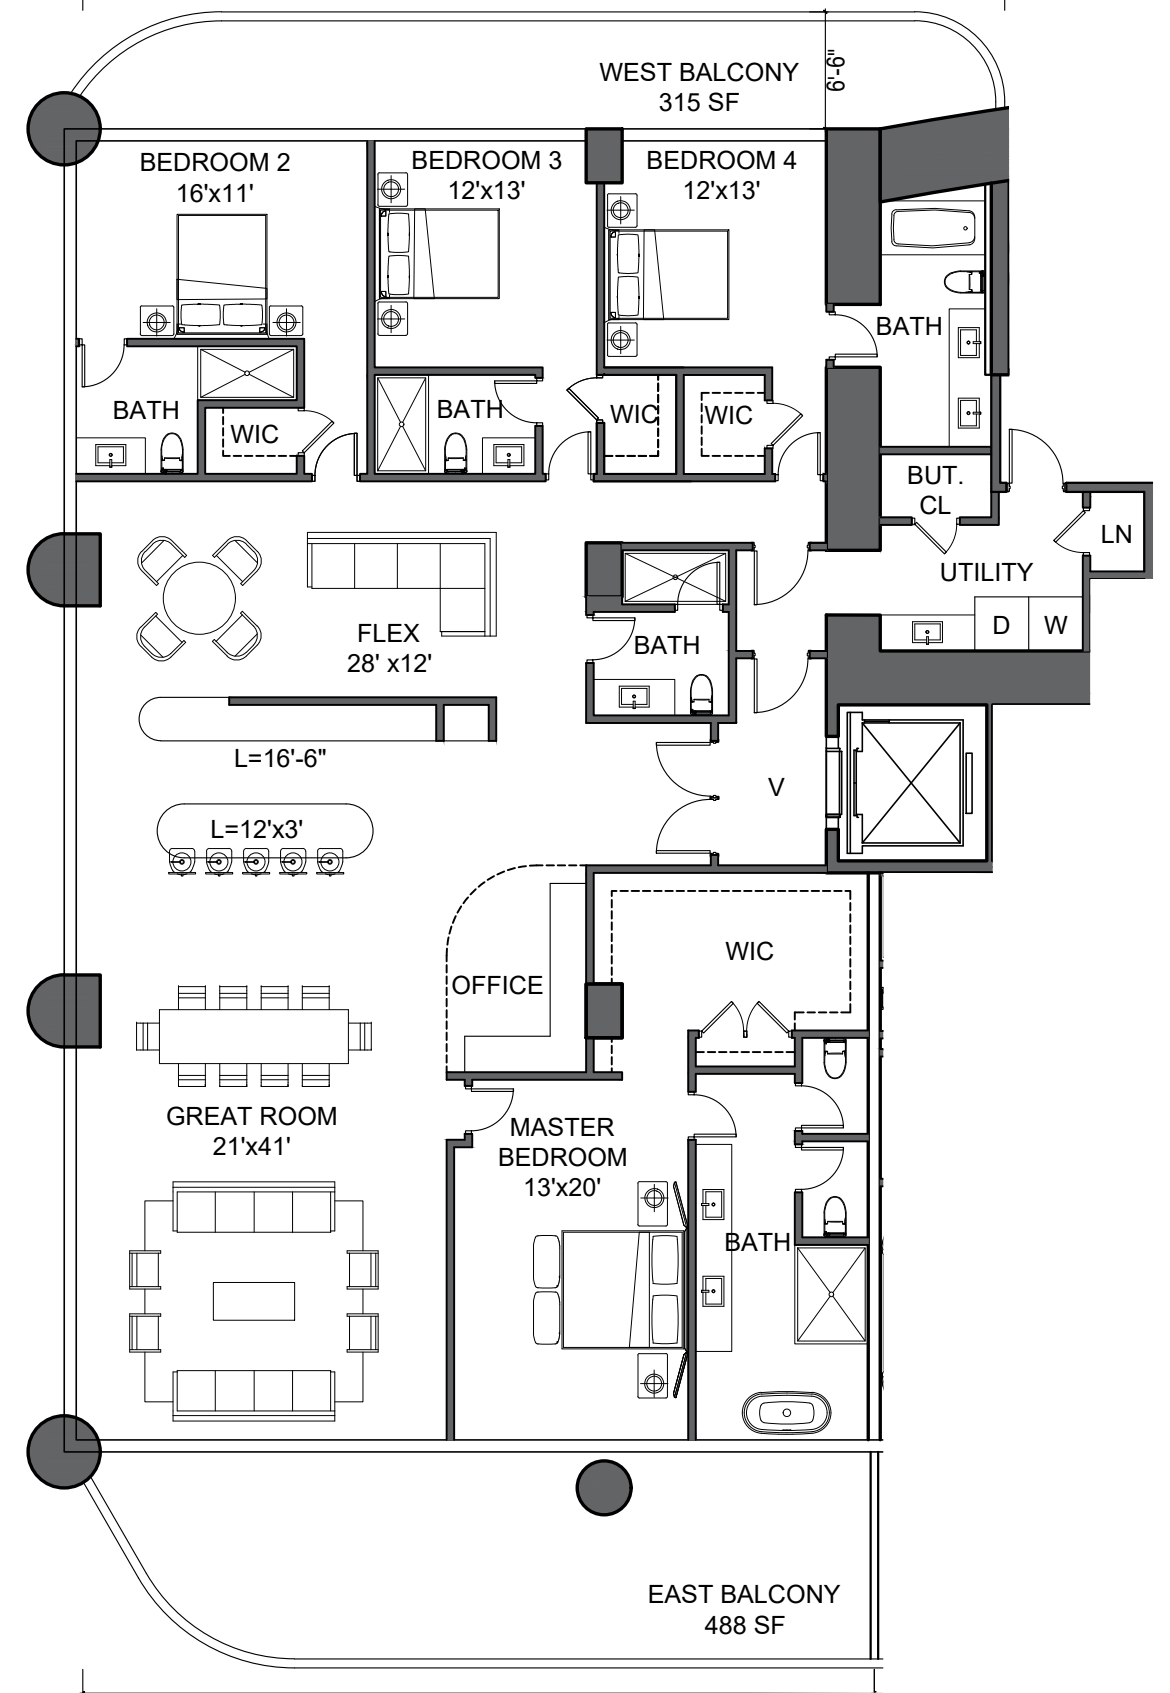 WEST BALCONY
315 SF
6'-6"
BEDROOM 2
16'x11'
BEDROOM 3
12'x13'
BEDROOM 4
12'x13'
BATH
BATH
WIC
BATH
WIC
WIC
BUT.
CL
LN
UTILITY
D
W
FLEX
28' x12'
BATH
L=16'-6"
V
L=12'x3'
WIC
OFFICE
GREAT ROOM
21'x41'
MASTER
BEDROOM
13'x20'
BATH
EAST BALCONY
488 SF